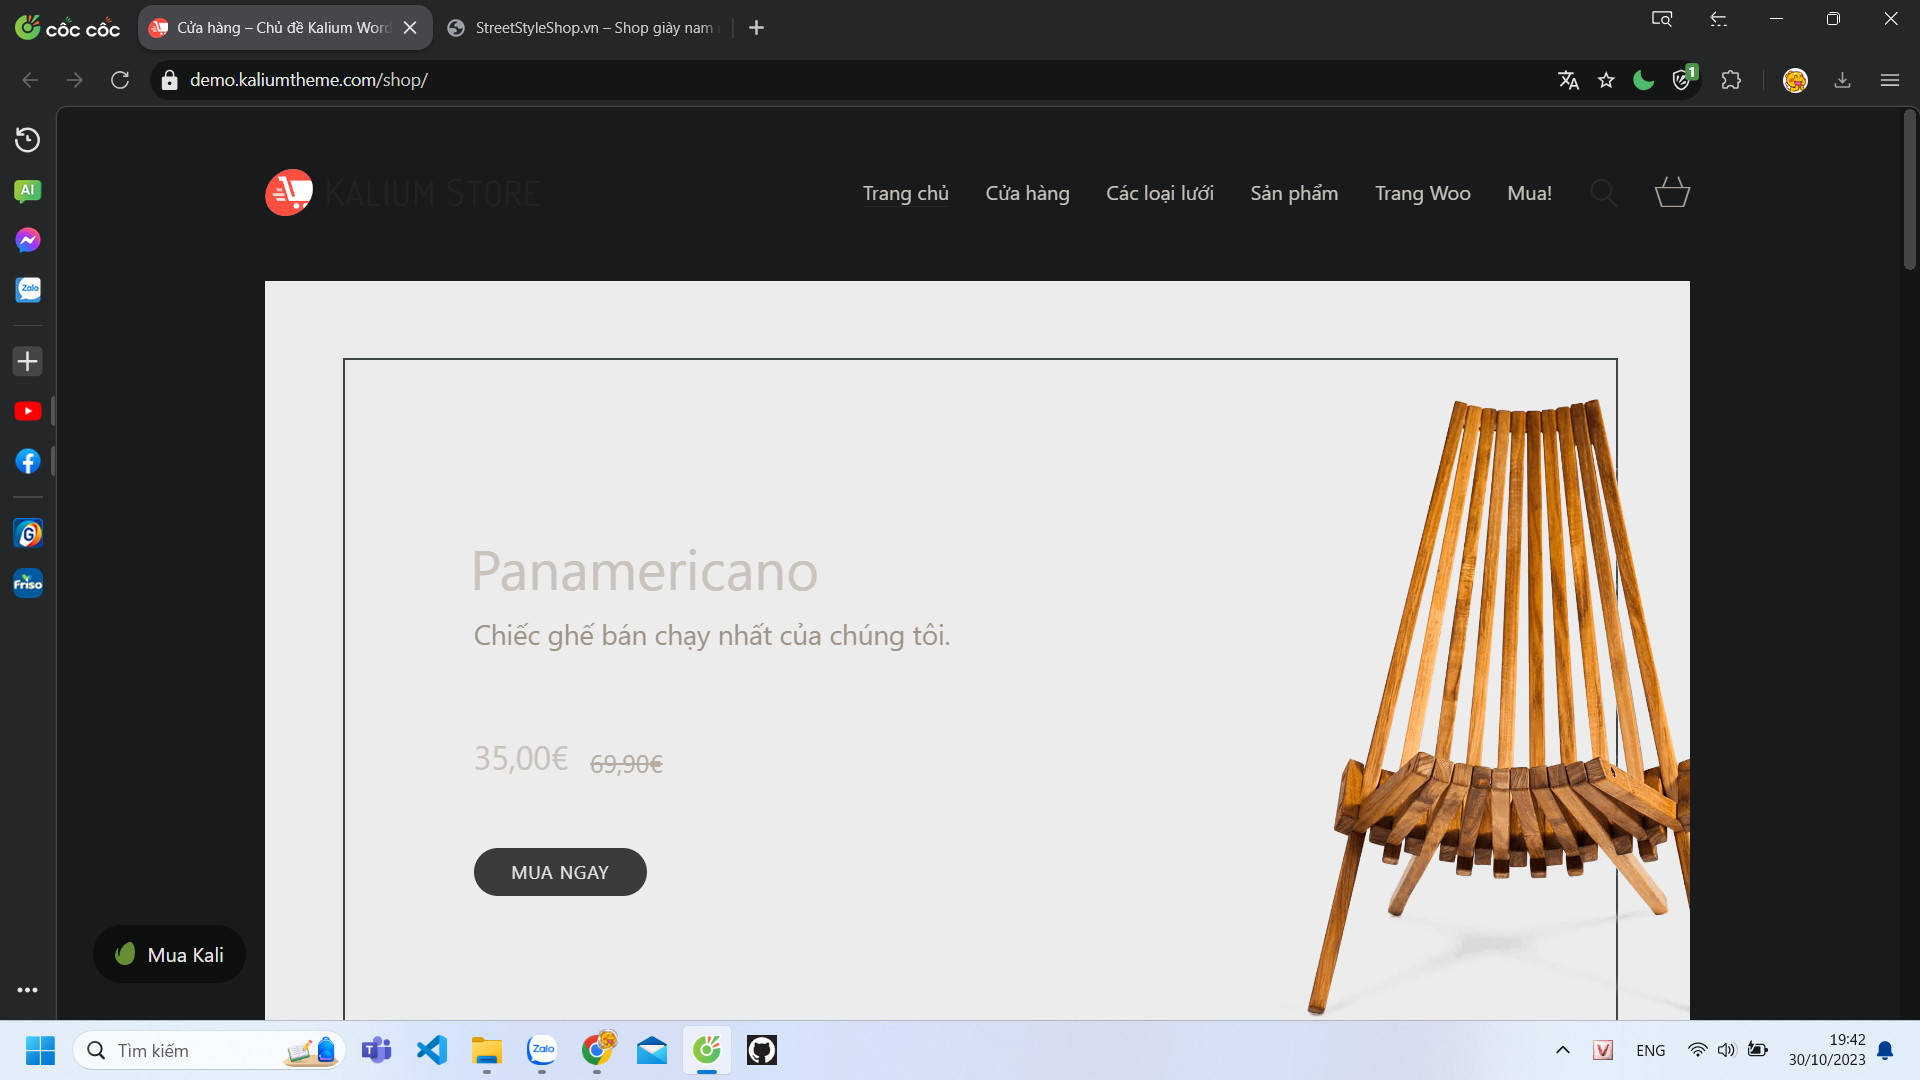 cốc cốc
Cửa hàng – Chủ đề Kalium Word
StreetStyleShop.vn – Shop giày nam
demo.kaliumtheme.com/shop/
1
AI
Zalo
KALIUM STORE
Trang chủ
Cửa hàng
Các loại lưới
Sản phẩm
Trang Woo
Mua!
G
Friso
Panamericano
Chiếc ghế bán chạy nhất của chúng tôi.
35,00€ 69,90€
MUA NGAY
Mua Kali
Tìm kiếm
Zalo
V
ENG
19:42
30/10/2023